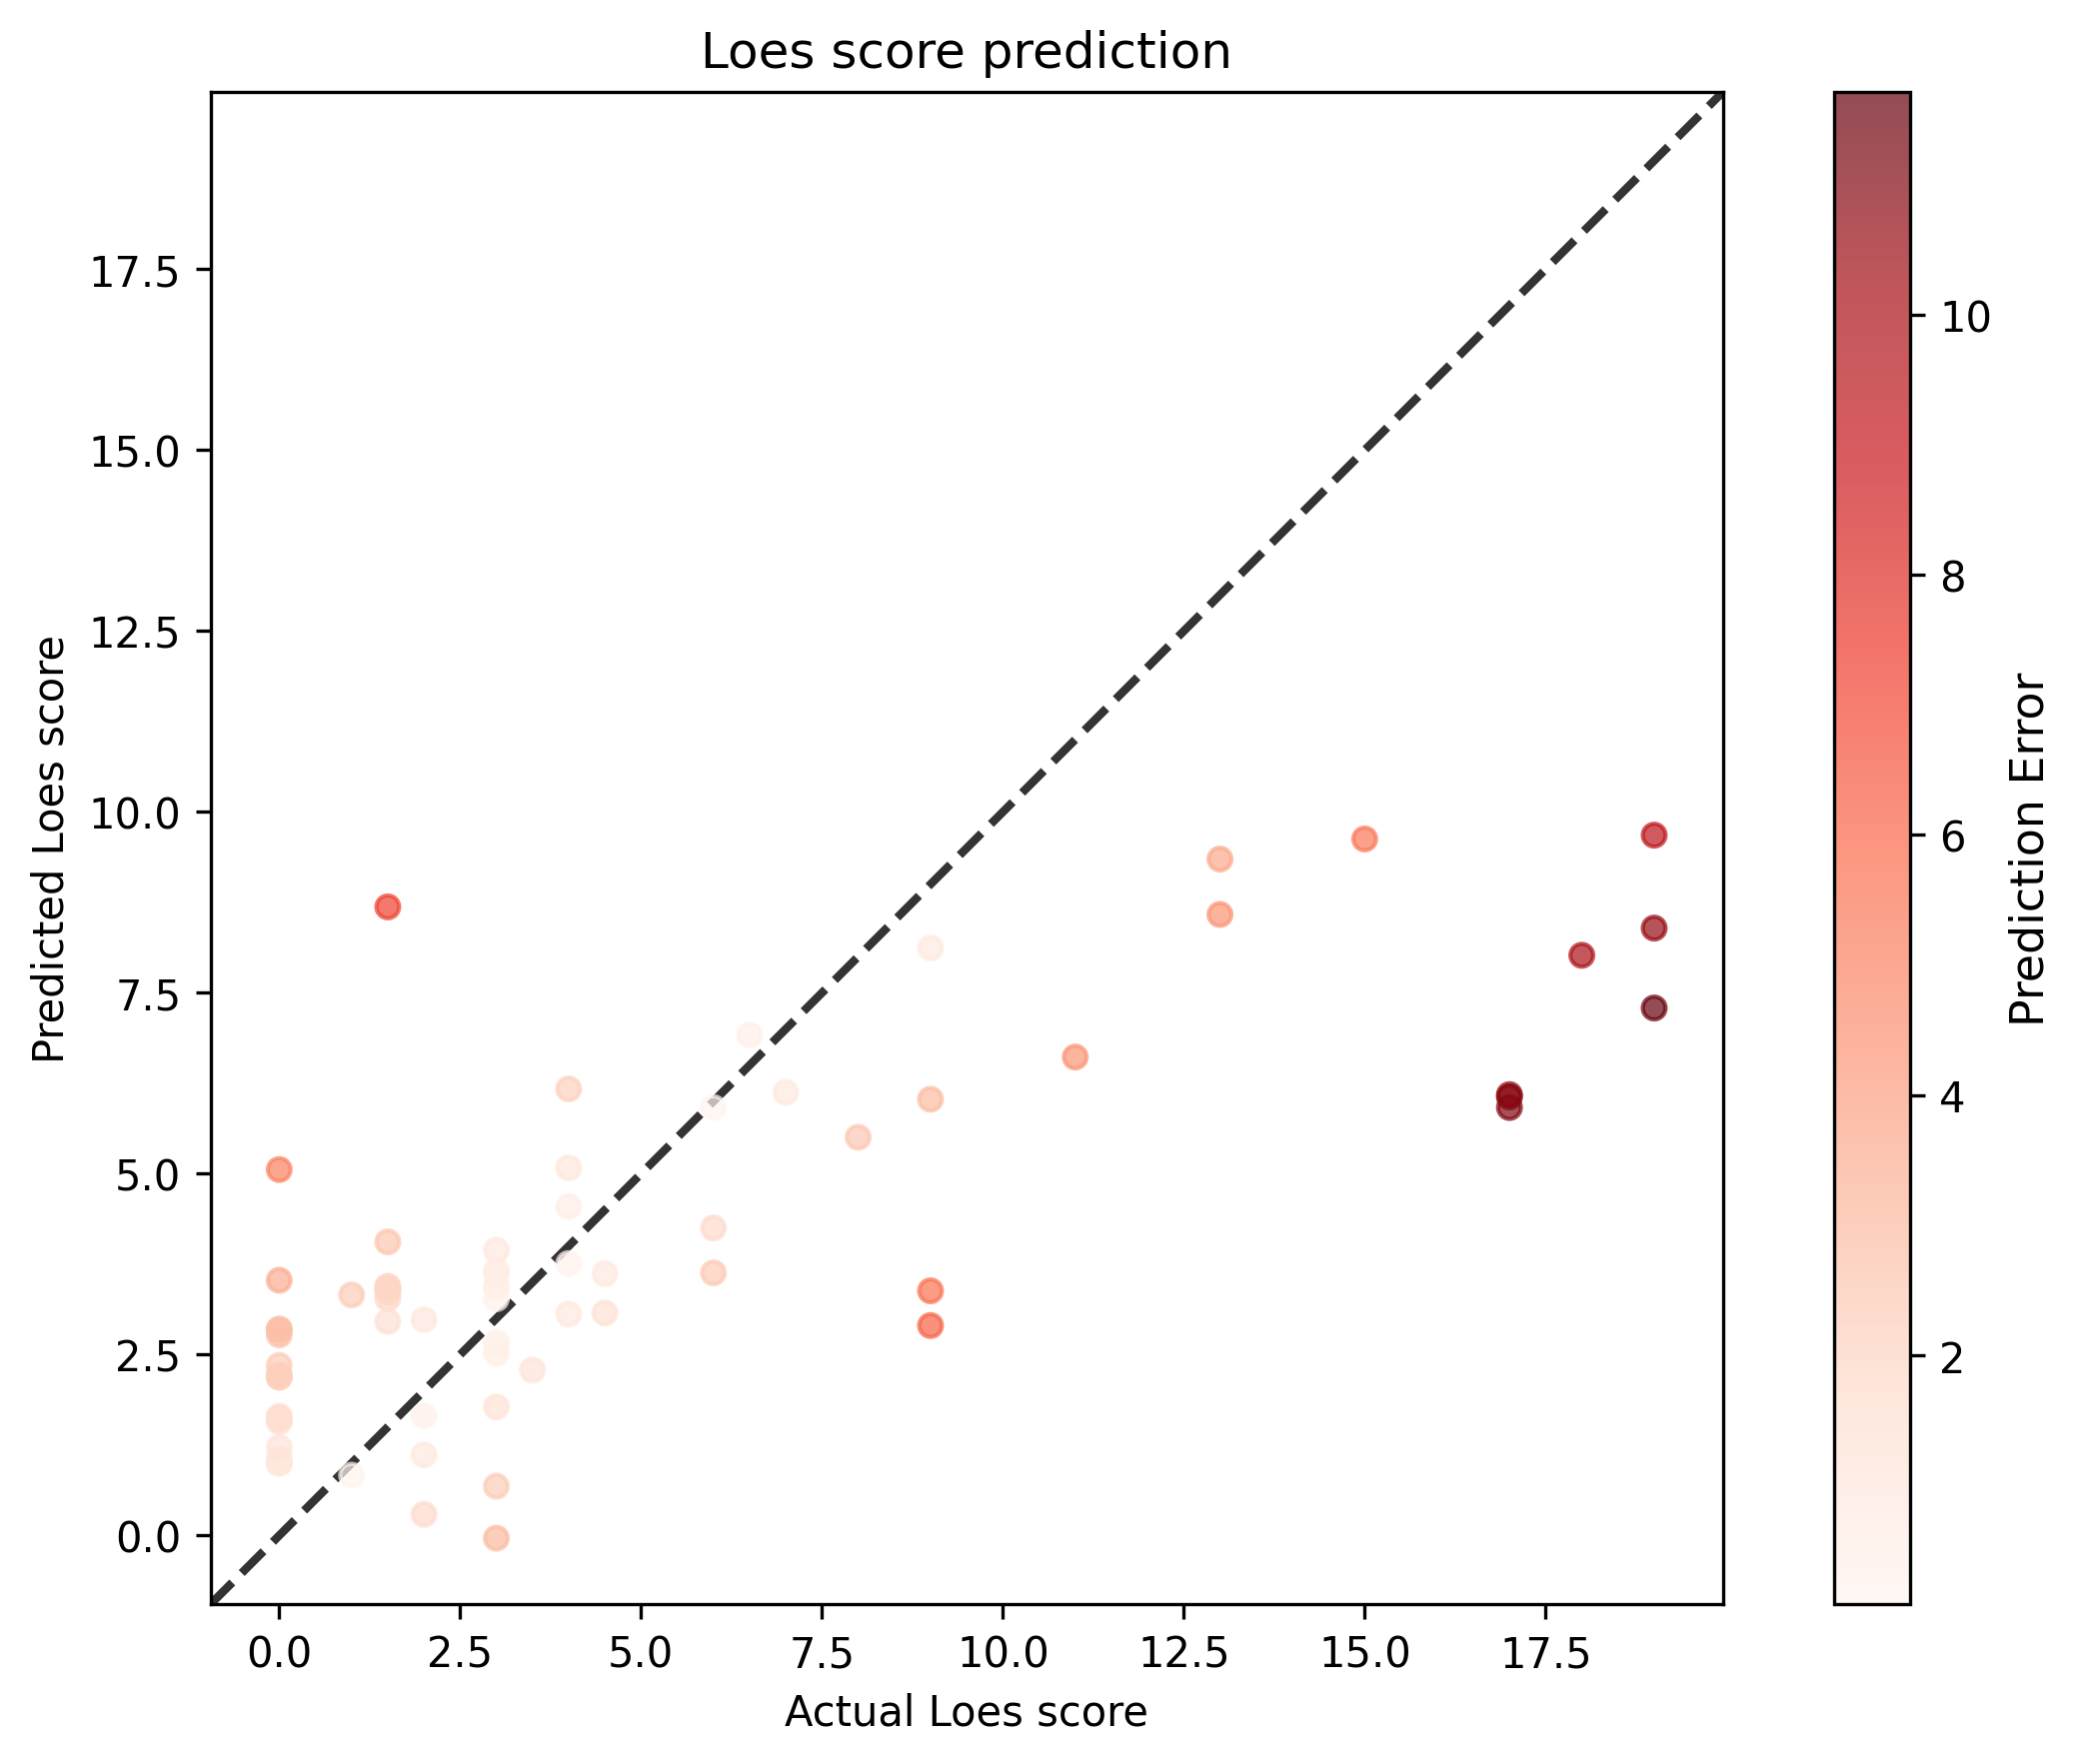 Loes score prediction
Predicted Loes score
17.5
15.0
12.5
10.0
7.5
5.0
2.5
0.0
0.0 2.5 5.0 7.5 10.0 12.5 15.0 17.5
Actual Loes score
10
8
6
4
2
Prediction Error